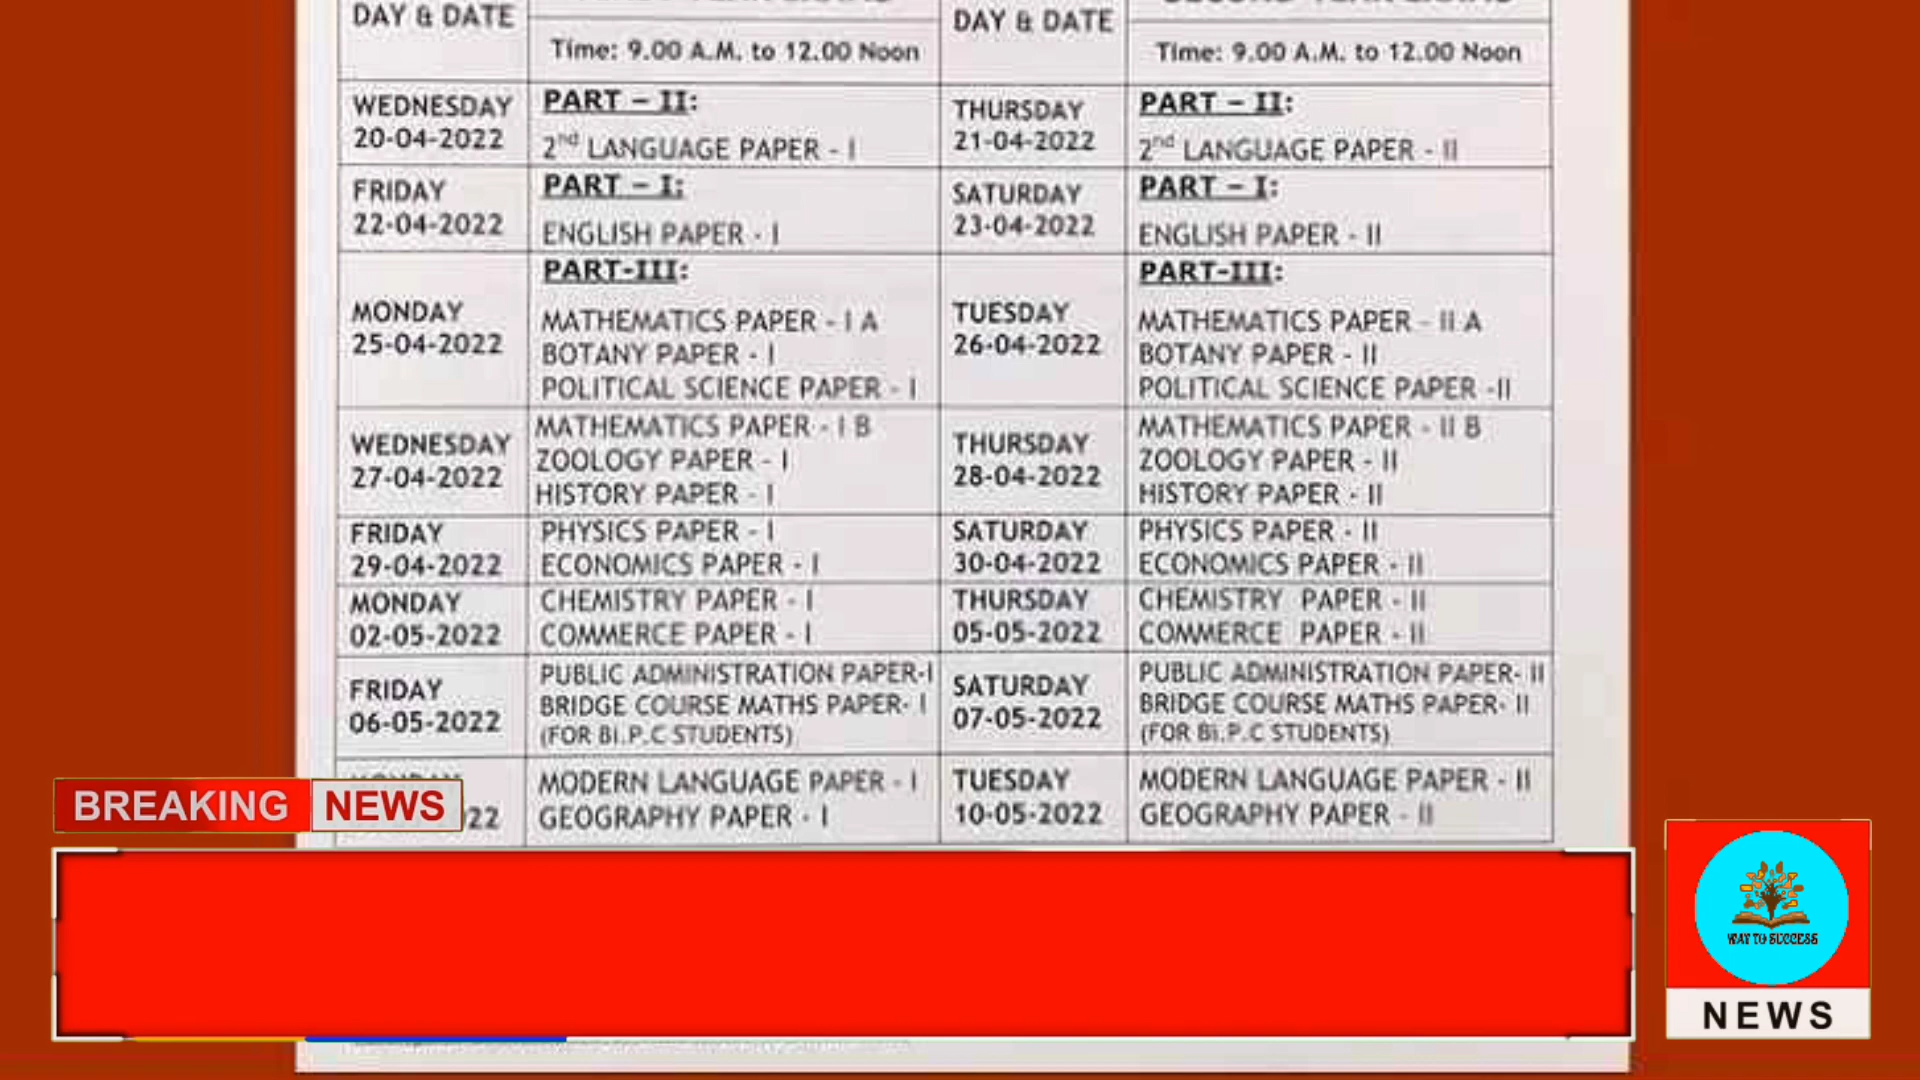 DAY & DATE
DAY & DATE
Time: 9.00 A.M. to 12.00 Noon
Time: 9.00 A.M. to 12.00 Noon
WEDNESDAY
20-04-2022
PART – II:
2nd LANGUAGE PAPER - I
THURSDAY
21-04-2022
PART – II:
2nd LANGUAGE PAPER - II
FRIDAY
22-04-2022
PART – I:
ENGLISH PAPER - I
SATURDAY
23-04-2022
PART – I:
ENGLISH PAPER - II
MONDAY
25-04-2022
PART-III:
MATHEMATICS PAPER - I A
BOTANY PAPER - I
POLITICAL SCIENCE PAPER - I
TUESDAY
26-04-2022
PART-III:
MATHEMATICS PAPER - II A
BOTANY PAPER - II
POLITICAL SCIENCE PAPER -II
WEDNESDAY
27-04-2022
MATHEMATICS PAPER - I B
ZOOLOGY PAPER - I
HISTORY PAPER - I
THURSDAY
28-04-2022
MATHEMATICS PAPER - II B
ZOOLOGY PAPER - II
HISTORY PAPER - II
FRIDAY
29-04-2022
PHYSICS PAPER - I
ECONOMICS PAPER - I
SATURDAY
30-04-2022
PHYSICS PAPER - II
ECONOMICS PAPER - II
MONDAY
02-05-2022
CHEMISTRY PAPER - I
COMMERCE PAPER - I
THURSDAY
05-05-2022
CHEMISTRY PAPER - II
COMMERCE PAPER - II
FRIDAY
06-05-2022
PUBLIC ADMINISTRATION PAPER-I
BRIDGE COURSE MATHS PAPER- I
(FOR Bi.P.C STUDENTS)
SATURDAY
07-05-2022
PUBLIC ADMINISTRATION PAPER- II
BRIDGE COURSE MATHS PAPER- II
(FOR Bi.P.C STUDENTS)
22
MODERN LANGUAGE PAPER - I
GEOGRAPHY PAPER - I
TUESDAY
10-05-2022
MODERN LANGUAGE PAPER - II
GEOGRAPHY PAPER - II
BREAKING NEWS
WAY TO SUCCESS
NEWS